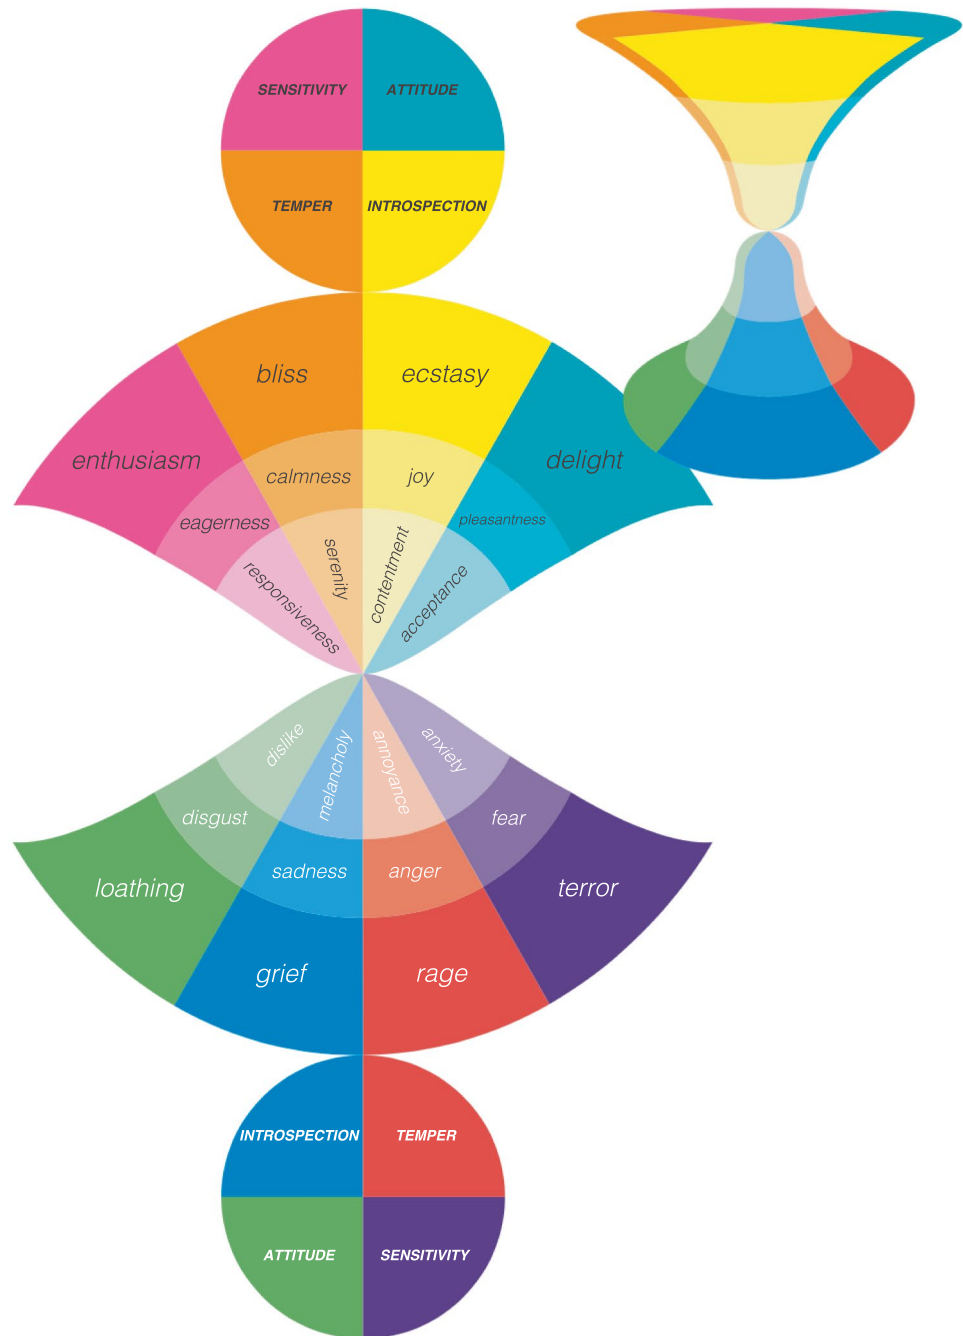 SENSITIVITY
ATTITUDE
TEMPER
INTROSPECTION
bliss
ecstasy
enthusiasm
delight
calmness
joy
eagerness
pleasantness
serenity
contentment
responsiveness
acceptance
dislike
melancholy
annoyance
anxiety
disgust
fear
sadness
anger
loathing
terror
grief
rage
INTROSPECTION
TEMPER
ATTITUDE
SENSITIVITY